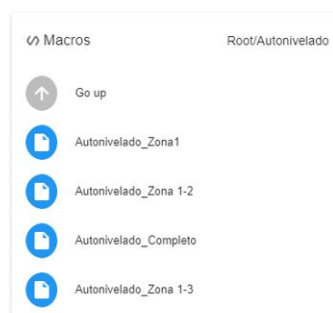 Macros Root/Autonivelado
Go up
Autonivelado_Zona1
Autonivelado_Zona 1-2
Autonivelado_Completo
Autonivelado_Zona 1-3